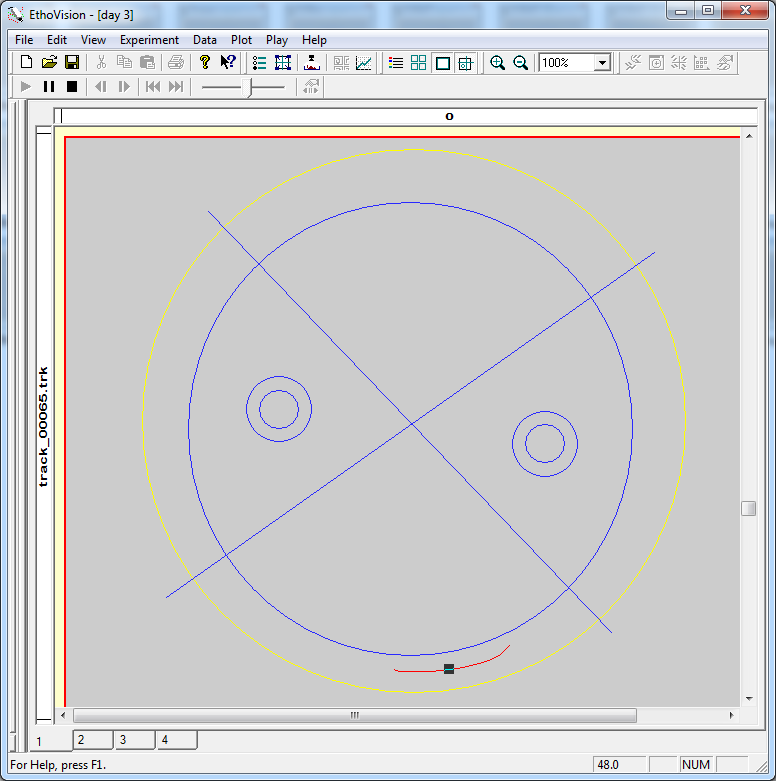 EthoVision - [day 3]
File Edit View Experiment Data Plot Play Help
100%
o
track_00065.trk
1 2 3 4
For Help, press F1.
48.0
NUM